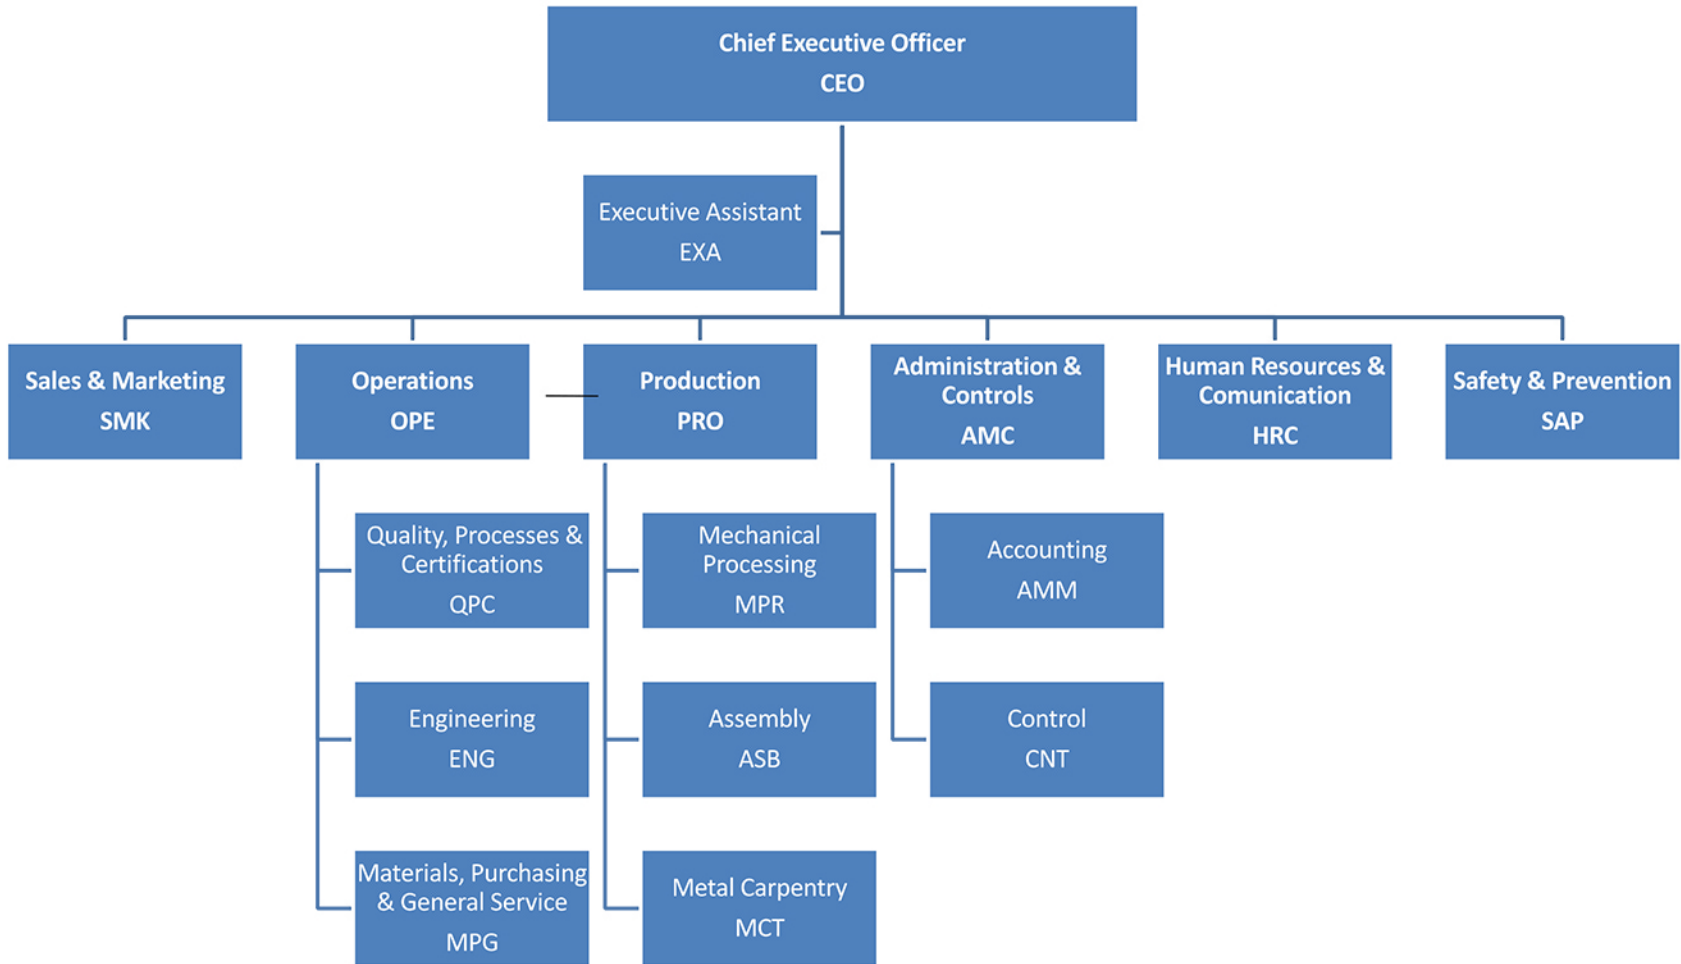 Chief Executive Officer
CEO
Executive Assistant
EXA
Sales & Marketing
SMK
Operations
OPE
Production
PRO
Administration &
Controls
AMC
Human Resources &
Comunication
HRC
Safety & Prevention
SAP
Quality, Processes &
Certifications
QPC
Mechanical
Processing
MPR
Accounting
AMM
Engineering
ENG
Assembly
ASB
Control
CNT
Materials, Purchasing
& General Service
MPG
Metal Carpentry
MCT